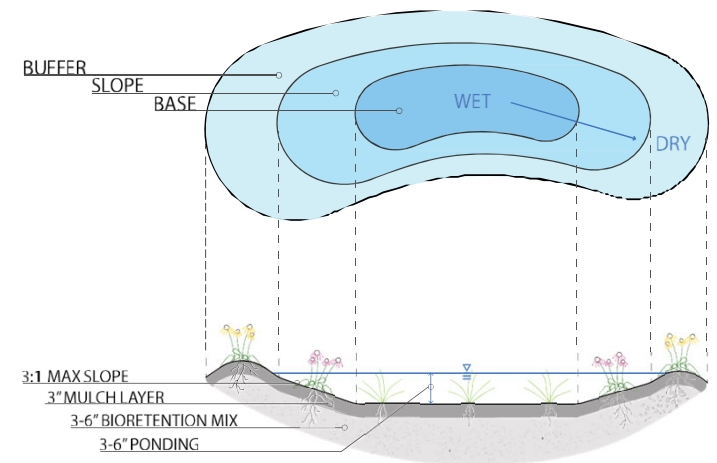 BUFFER
SLOPE
BASE
WET
DRY
3:1 MAX SLOPE
3" MULCH LAYER
3-6" BIORETENTION MIX
3-6" PONDING